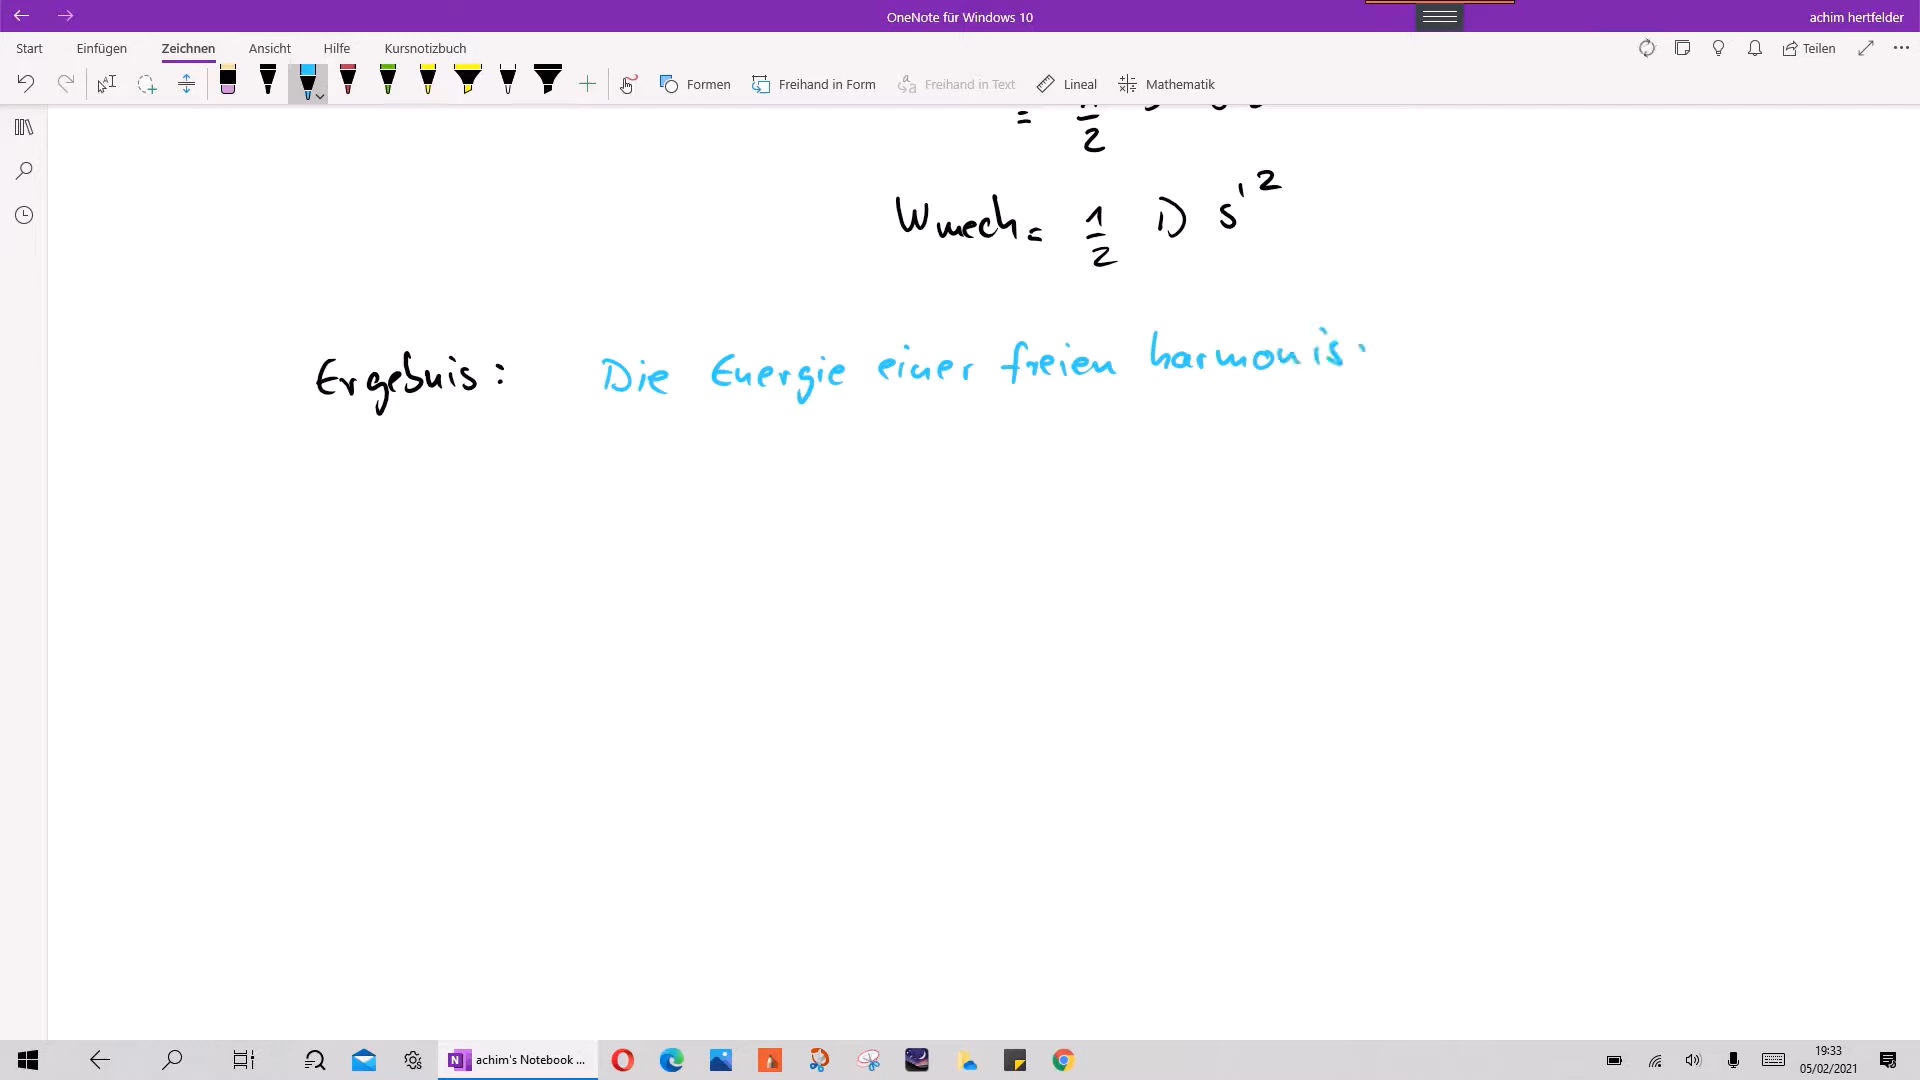 OneNote für Windows 10
achim hertfelder
Start Einfügen Zeichnen Ansicht Hilfe Kursnotizbuch
Teilen
Formen Freihand in Form Freihand in Text Lineal Mathematik
= 2
Wmech = 1/2 D s'²
Ergebnis: Die Energie einer freien harmonis.
achim's Notebook ...
19:33
05/02/2021